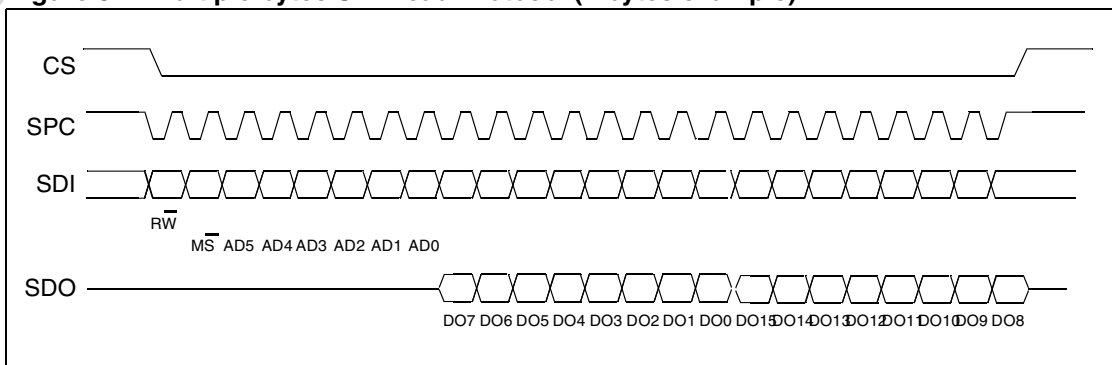 CS
SPC
SDI
RW
MS AD5 AD4 AD3 AD2 AD1 AD0
SDO
DO7 DO6 DO5 DO4 DO3 DO2 DO1 DO0 DO15 DO14 DO13 DO12 DO11 DO10 DO9 DO8